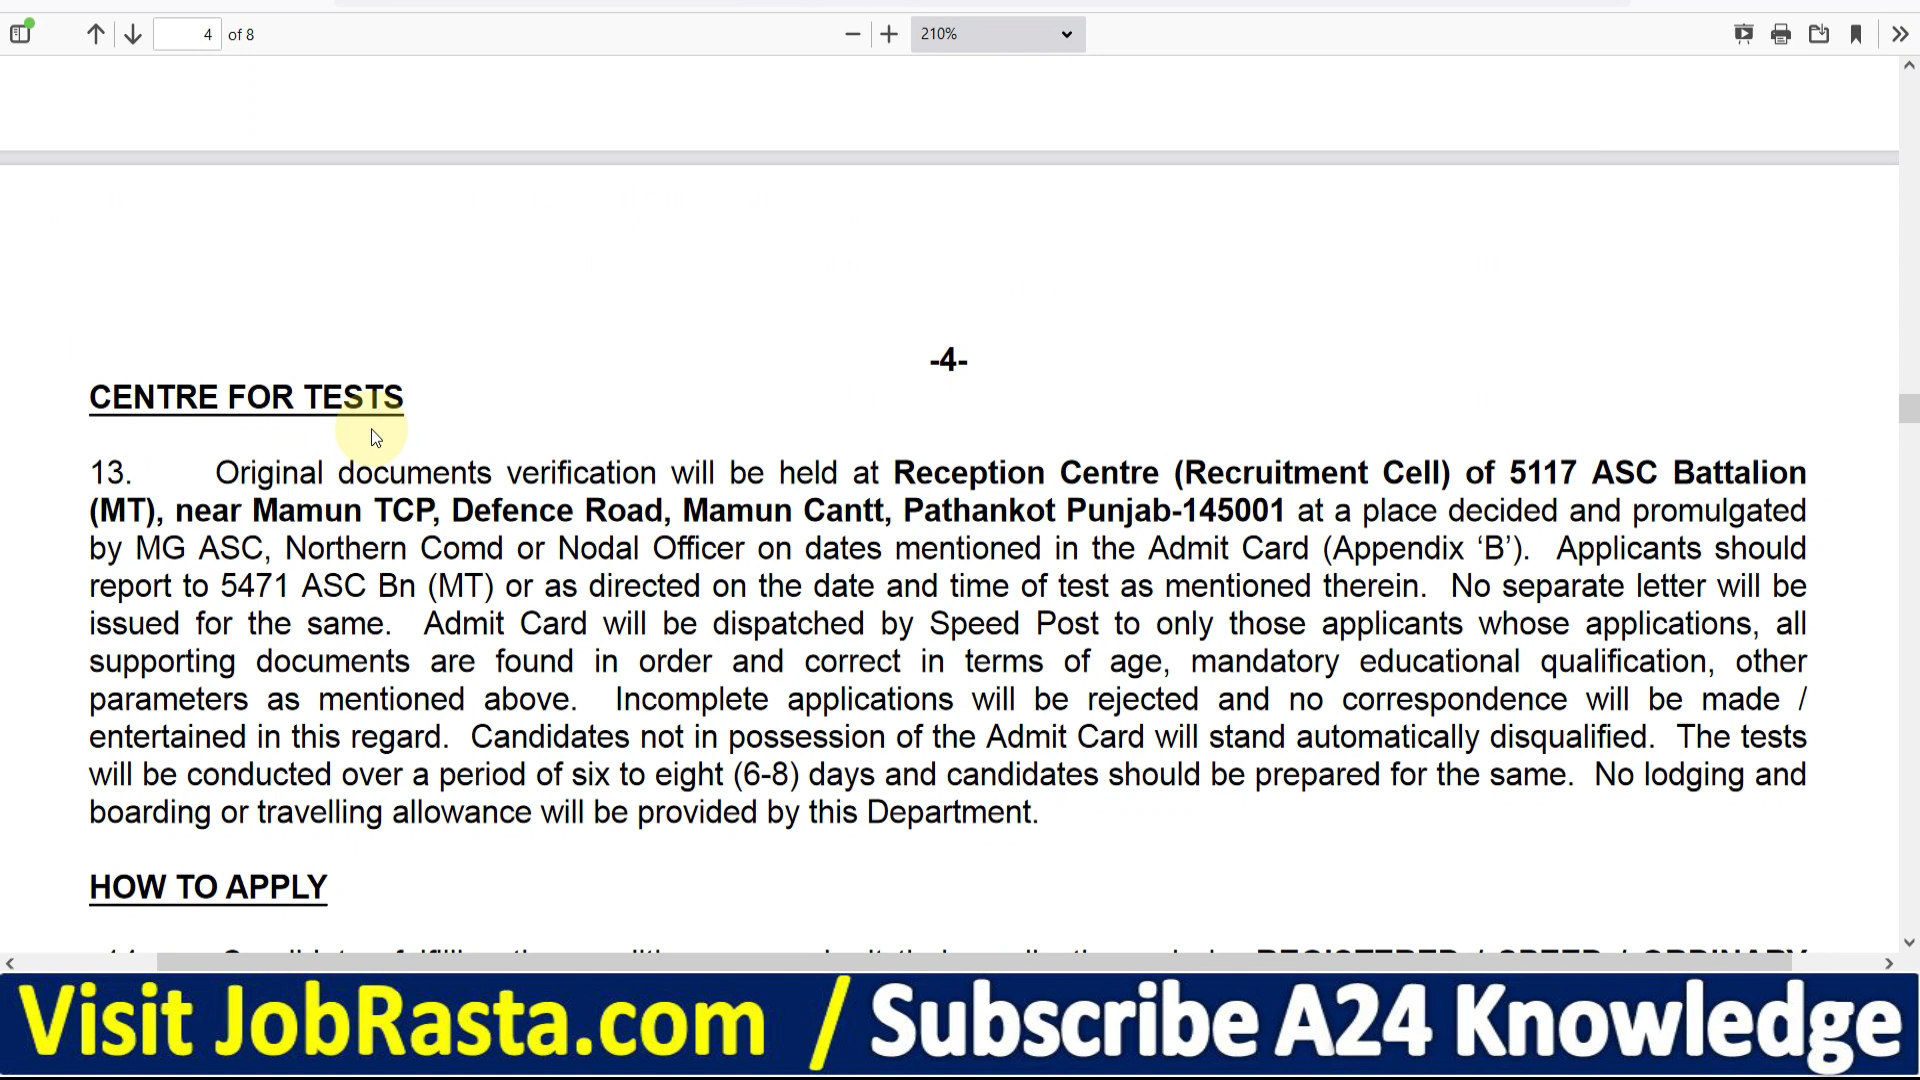 4 of 8
210%
-4-
CENTRE FOR TESTS
13. Original documents verification will be held at Reception Centre (Recruitment Cell) of 5117 ASC Battalion
(MT), near Mamun TCP, Defence Road, Mamun Cantt, Pathankot Punjab-145001 at a place decided and promulgated
by MG ASC, Northern Comd or Nodal Officer on dates mentioned in the Admit Card (Appendix ‘B’). Applicants should
report to 5471 ASC Bn (MT) or as directed on the date and time of test as mentioned therein. No separate letter will be
issued for the same. Admit Card will be dispatched by Speed Post to only those applicants whose applications, all
supporting documents are found in order and correct in terms of age, mandatory educational qualification, other
parameters as mentioned above. Incomplete applications will be rejected and no correspondence will be made /
entertained in this regard. Candidates not in possession of the Admit Card will stand automatically disqualified. The tests
will be conducted over a period of six to eight (6-8) days and candidates should be prepared for the same. No lodging and
boarding or travelling allowance will be provided by this Department.
HOW TO APPLY
Visit JobRasta.com / Subscribe A24 Knowledge